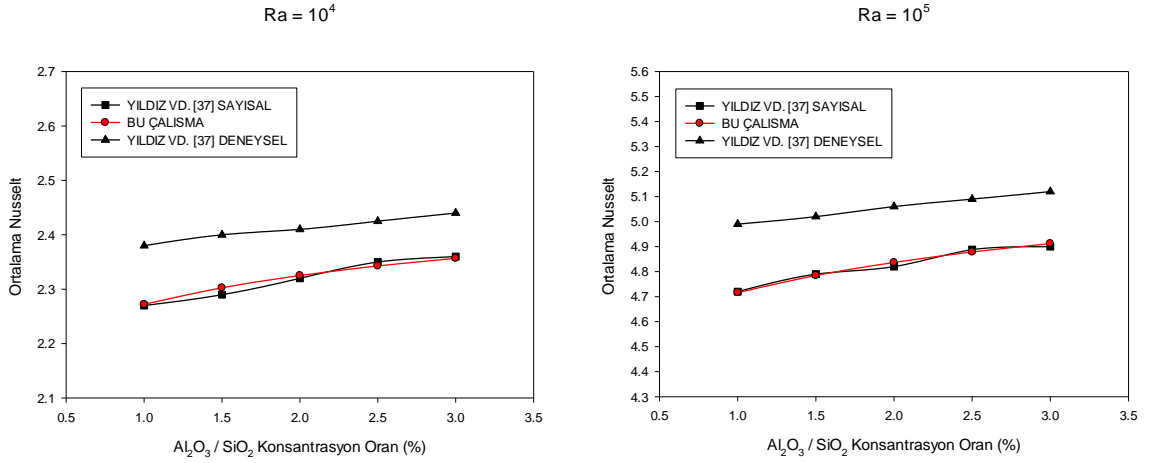 Ra = 10⁴
2.7
2.6
2.5
2.4
2.3
2.2
2.1
Ortalama Nusselt
YILDIZ VD. [37] SAYISAL
BU ÇALISMA
YILDIZ VD. [37] DENEYSEL
0.5 1.0 1.5 2.0 2.5 3.0 3.5
Al₂O₃ / SiO₂ Konsantrasyon Oran (%)
Ra = 10⁵
5.6
5.5
5.4
5.3
5.2
5.1
5.0
4.9
4.8
4.7
4.6
4.5
4.4
4.3
Ortalama Nusselt
YILDIZ VD. [37] SAYISAL
BU ÇALISMA
YILDIZ VD. [37] DENEYSEL
0.5 1.0 1.5 2.0 2.5 3.0 3.5
Al₂O₃ / SiO₂ Konsantrasyon Oran (%)